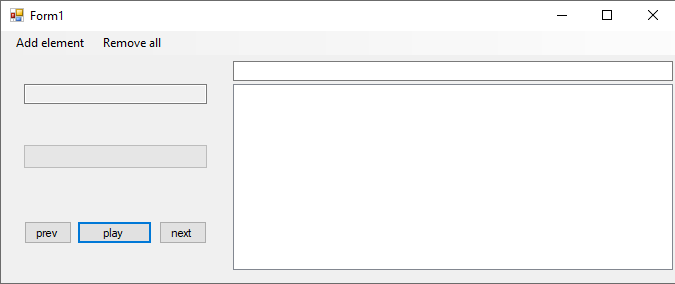 Form1
Add element Remove all
prev play next